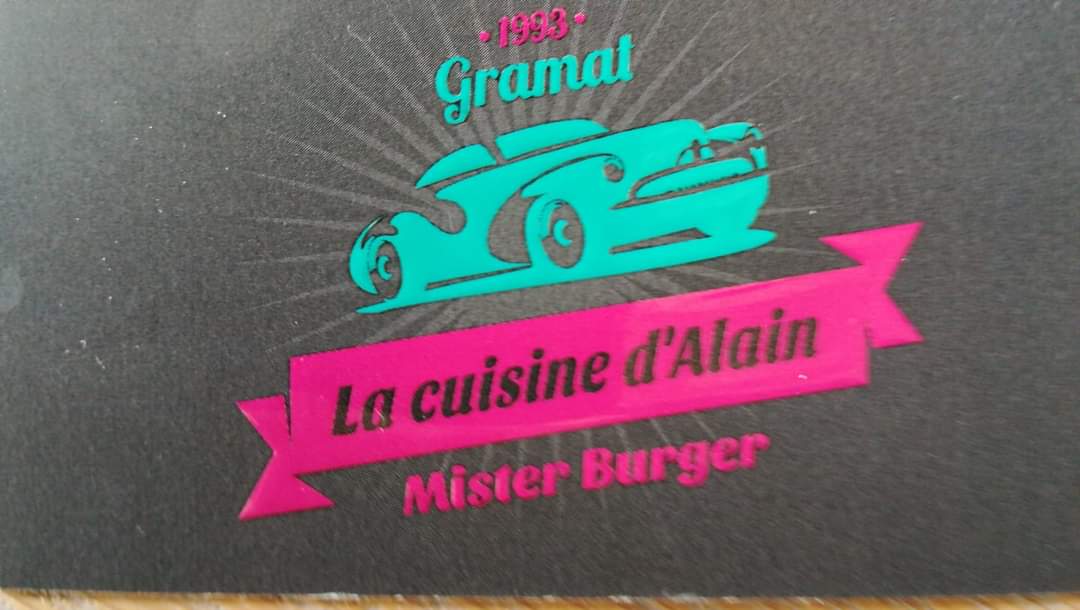 • 1993 •
Gramat
La cuisine d'Alain
Mister Burger